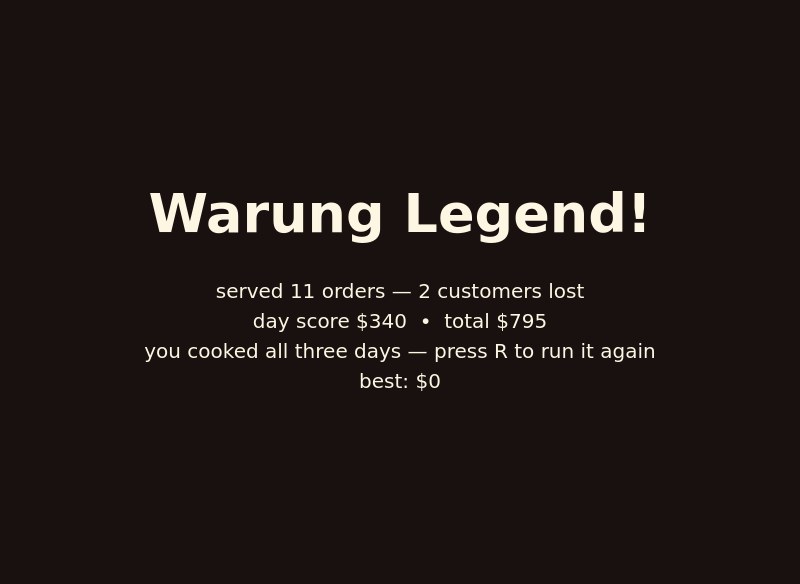 Warung Legend!
served 11 orders — 2 customers lost
day score $340 • total $795
you cooked all three days — press R to run it again
best: $0